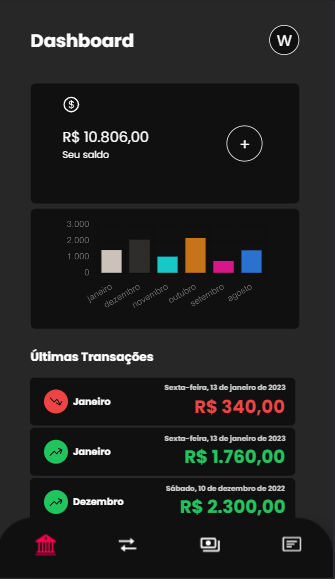 Dashboard
W
R$ 10.806,00
Seu saldo
+
3.000
2.000
1.000
0
janeiro
dezembro
novembro
outubro
setembro
agosto
Últimas Transações
Sexta-feira, 13 de janeiro de 2023
Janeiro
R$ 340,00
Sexta-feira, 13 de janeiro de 2023
Janeiro
R$ 1.760,00
Sábado, 10 de dezembro de 2022
Dezembro
R$ 2.300,00